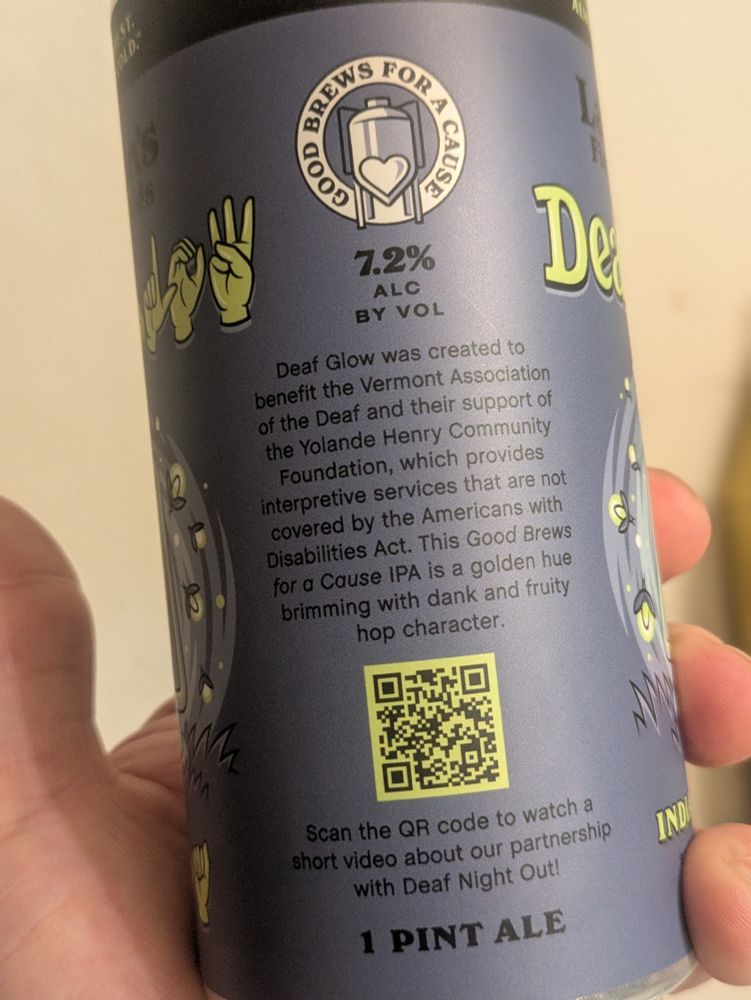 GOOD BREWS FOR A CAUSE
7.2%
ALC
BY VOL
Dea
Deaf Glow was created to
benefit the Vermont Association
of the Deaf and their support of
the Yolande Henry Community
Foundation, which provides
interpretive services that are not
covered by the Americans with
Disabilities Act. This Good Brews
for a Cause IPA is a golden hue
brimming with dank and fruity
hop character.
Scan the QR code to watch a
short video about our partnership
with Deaf Night Out!
1 PINT ALE